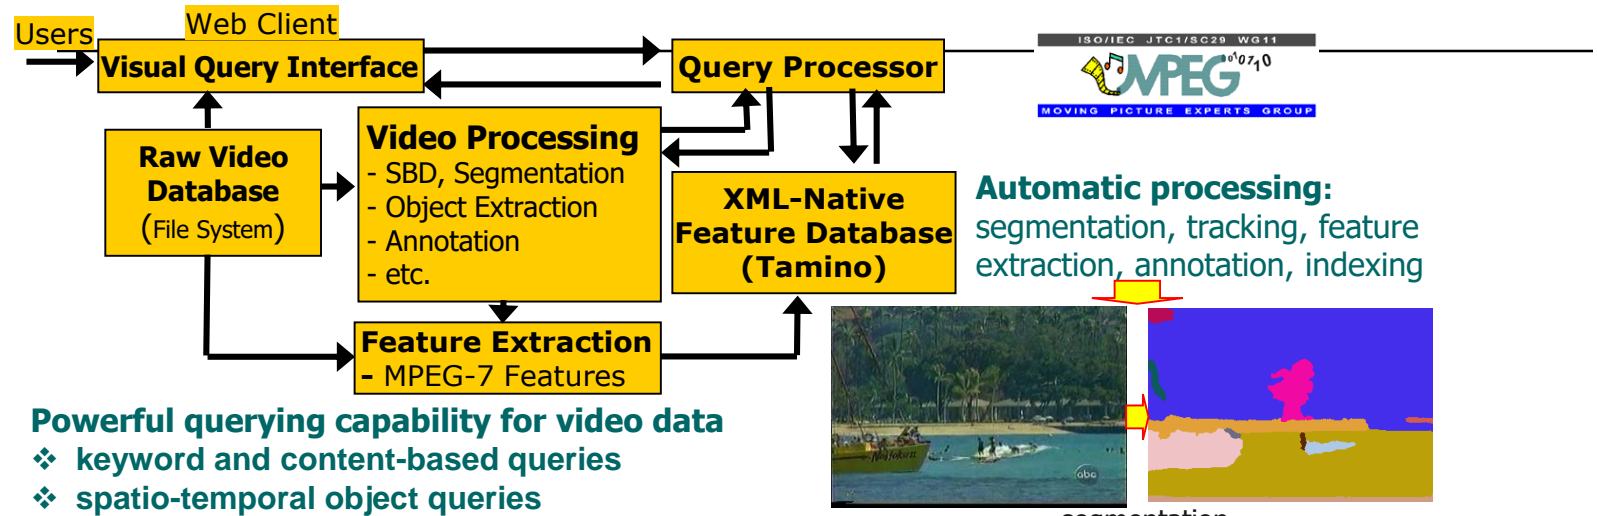 Users
Web Client
Visual Query Interface
Query Processor
ISO/IEC JTC1/SC29 WG11
MPEG
MOVING PICTURE EXPERTS GROUP
Raw Video
Database
(File System)
Video Processing
- SBD, Segmentation
- Object Extraction
- Annotation
- etc.
XML-Native
Feature Database
(Tamino)
Feature Extraction
- MPEG-7 Features
Automatic processing:
segmentation, tracking, feature
extraction, annotation, indexing
abc
Powerful querying capability for video data
❖ keyword and content-based queries
❖ spatio-temporal object queries
segmentation